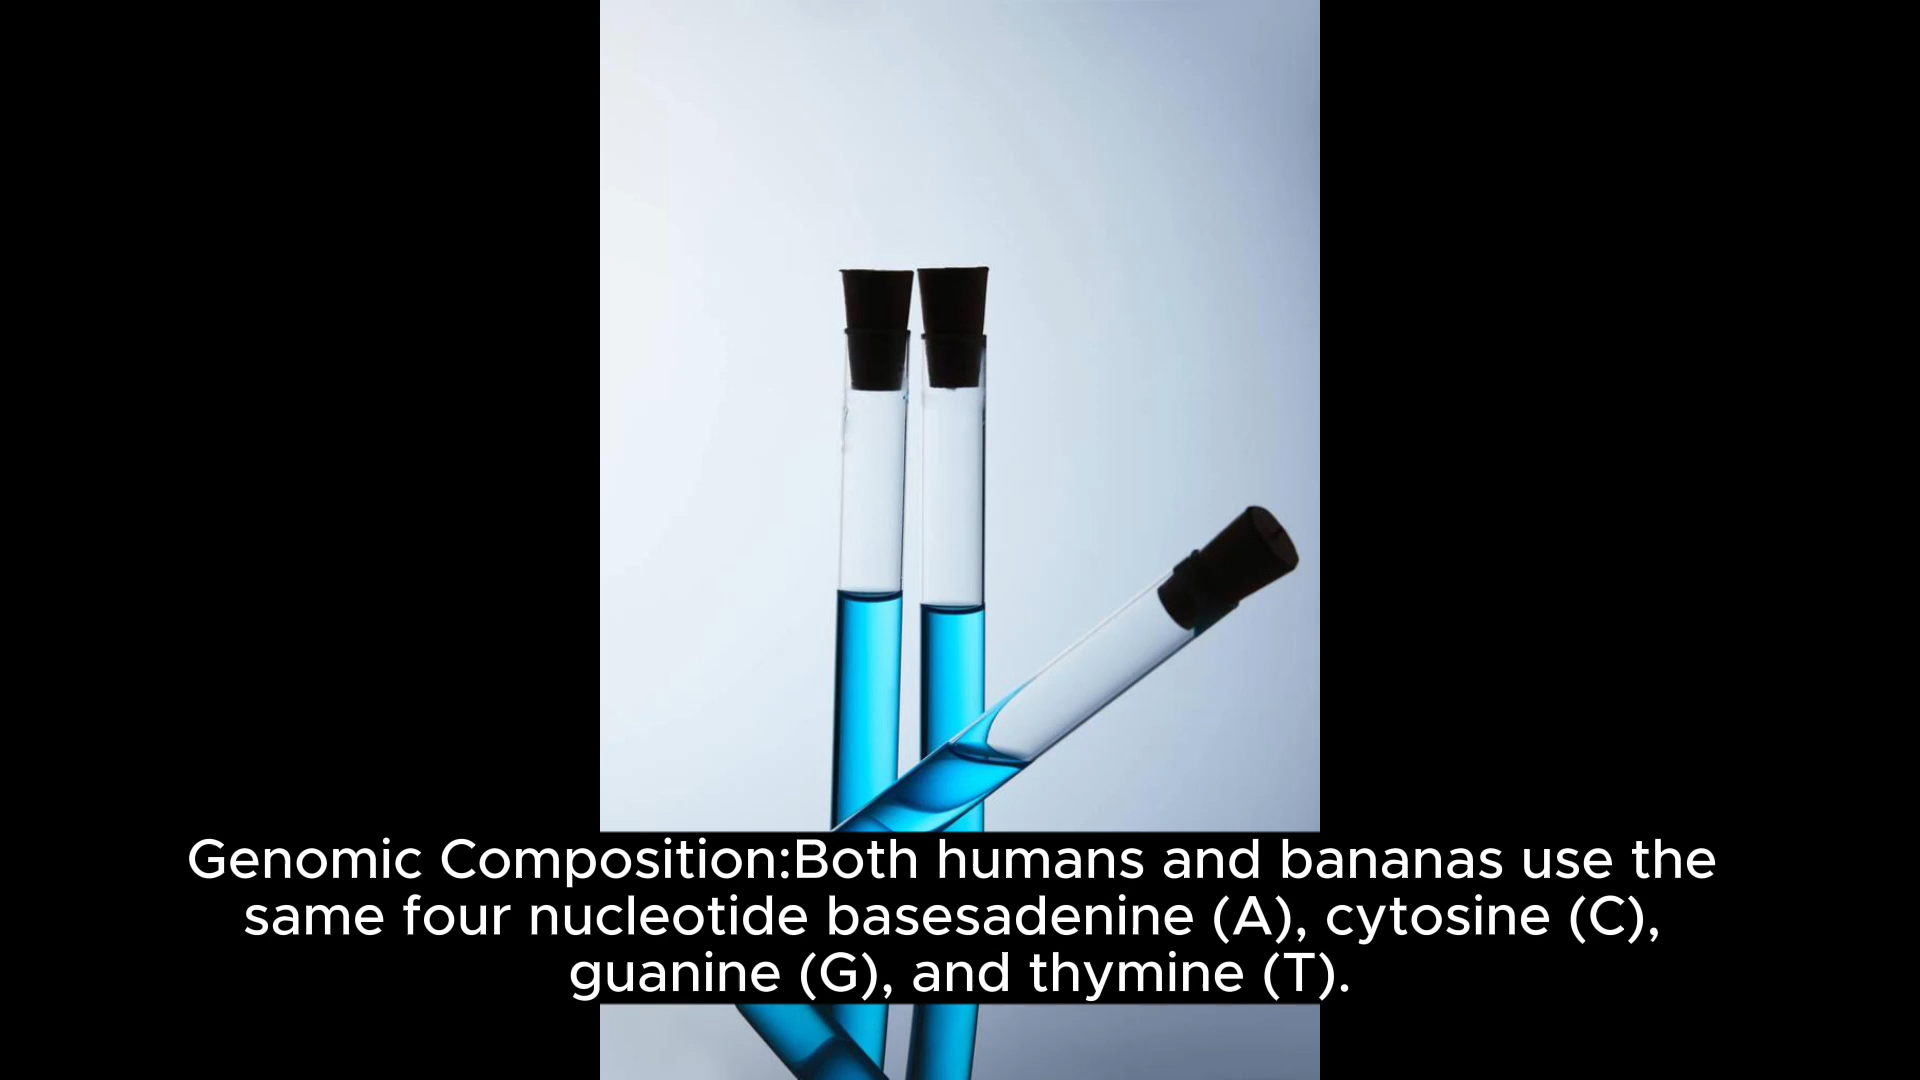 Genomic Composition:Both humans and bananas use the
same four nucleotide basesadenine (A), cytosine (C),
guanine (G), and thymine (T).